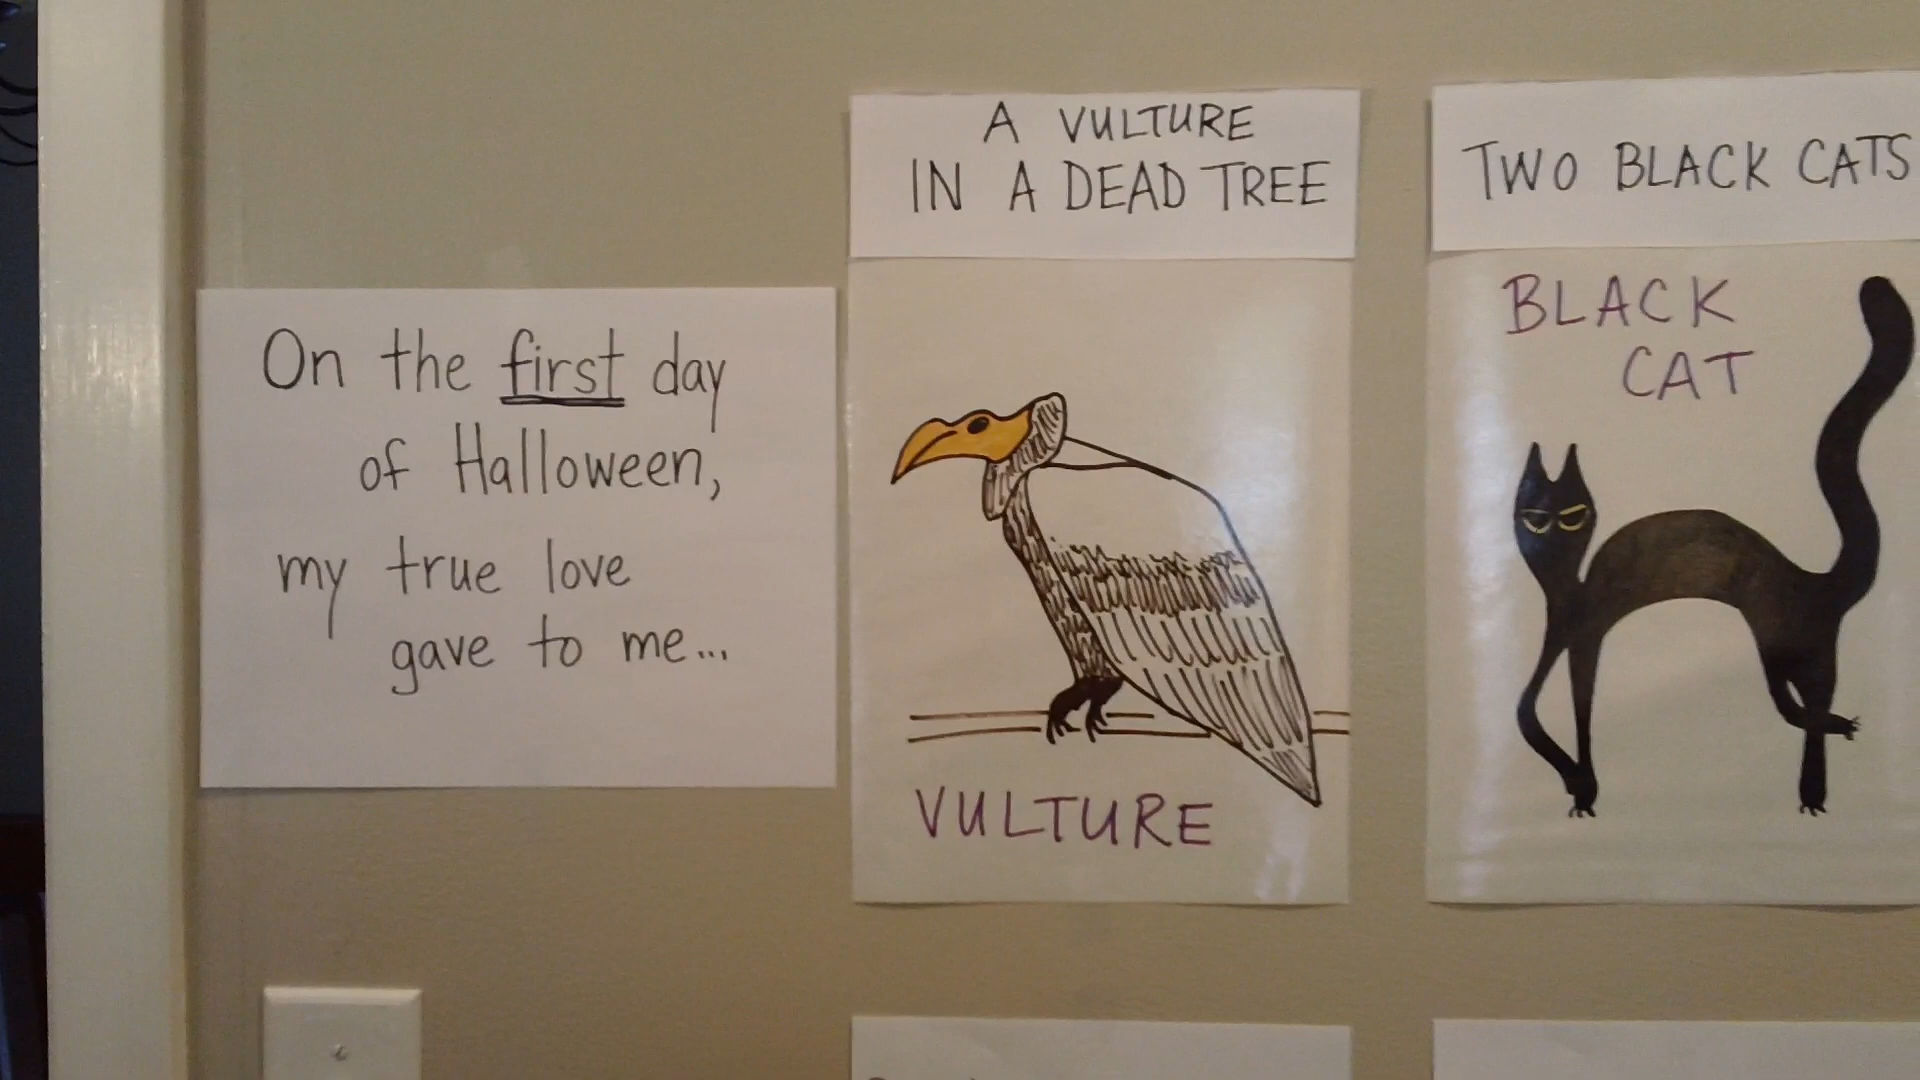 On the first day
of Halloween,
my true love
gave to me...
A VULTURE
IN A DEAD TREE
VULTURE
TWO BLACK CATS
BLACK
CAT